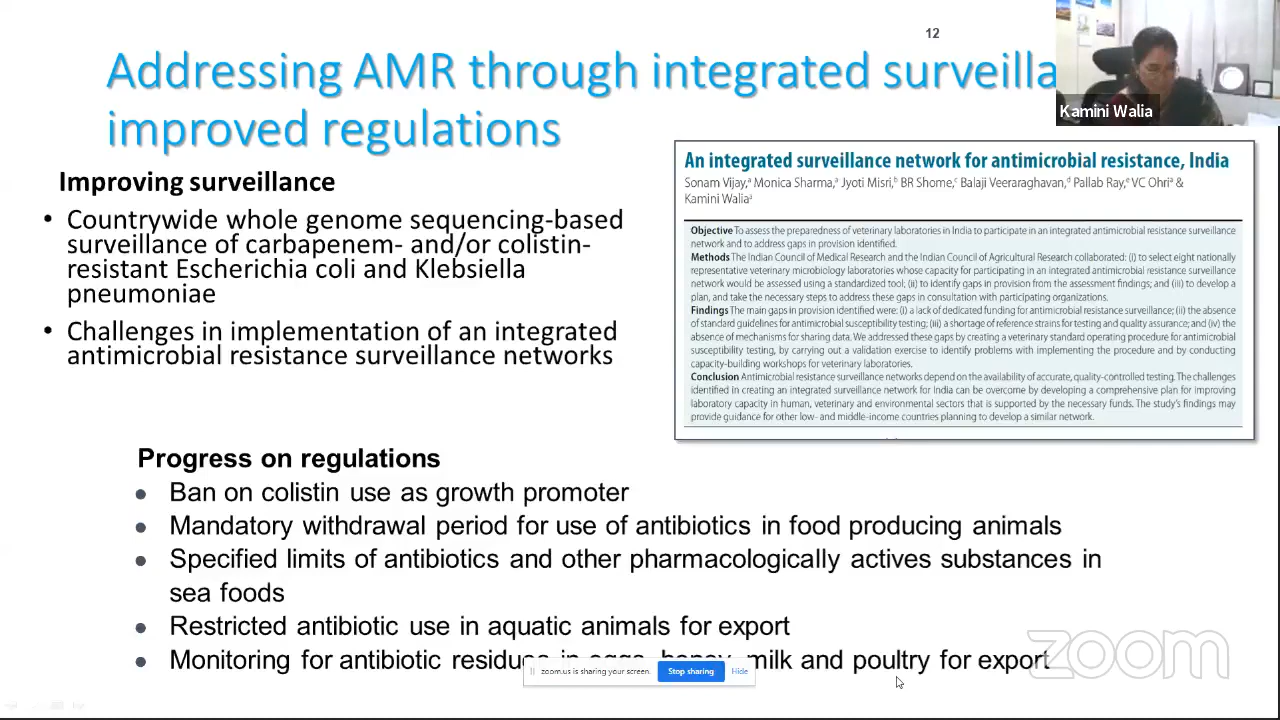 12
Addressing AMR through integrated surveilla
improved regulations
Kamini Walia
Improving surveillance
• Countrywide whole genome sequencing-based
surveillance of carbapenem- and/or colistin-
resistant Escherichia coli and Klebsiella
pneumoniae
• Challenges in implementation of an integrated
antimicrobial resistance surveillance networks
An integrated surveillance network for antimicrobial resistance, India
Sonam Vijay,ª Monica Sharma,ª Jyoti Misri,ᵇ BR Shome,ᶜ Balaji Veeraraghavan,ᵈ Pallab Ray,ᵉ VC Ohriª &
Kamini Waliaª
Objective To assess the preparedness of veterinary laboratories in India to participate in an integrated antimicrobial resistance surveillance
network and to address gaps in provision identified.
Methods The Indian Council of Medical Research and the Indian Council of Agricultural Research collaborated: (i) to select eight nationally
representative veterinary microbiology laboratories whose capacity for participating in an integrated antimicrobial resistance surveillance
network would be assessed using a standardized tool; (ii) to identify gaps in provision from the assessment findings; and (iii) to develop a
plan, and take the necessary steps to address these gaps in consultation with participating organizations.
Findings The main gaps in provision identified were: (i) a lack of dedicated funding for antimicrobial resistance surveillance; (ii) the absence
of standard guidelines for antimicrobial susceptibility testing; (iii) a shortage of reference strains for testing and quality assurance; and (iv) the
absence of mechanisms for sharing data. We addressed these gaps by creating a veterinary standard operating procedure for antimicrobial
susceptibility testing, by carrying out a validation exercise to identify problems with implementing the procedure and by conducting
capacity-building workshops for veterinary laboratories.
Conclusion Antimicrobial resistance surveillance networks depend on the availability of accurate, quality-controlled testing. The challenges
identified in creating an integrated surveillance network for India can be overcome by developing a comprehensive plan for improving
laboratory capacity in human, veterinary and environmental sectors that is supported by the necessary funds. The study's findings may
provide guidance for other low- and middle-income countries planning to develop a similar network.
Progress on regulations
● Ban on colistin use as growth promoter
● Mandatory withdrawal period for use of antibiotics in food producing animals
● Specified limits of antibiotics and other pharmacologically actives substances in
sea foods
● Restricted antibiotic use in aquatic animals for export
● Monitoring for antibiotic residues in eggs, honey, milk and poultry for export
zoom
zoom.us is sharing your screen. Stop sharing Hide